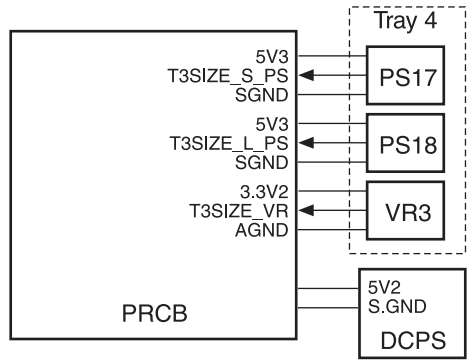 Tray 4
5V3
T3SIZE_S_PS
SGND
PS17
5V3
T3SIZE_L_PS
SGND
PS18
3.3V2
T3SIZE_VR
AGND
VR3
PRCB
5V2
S.GND
DCPS